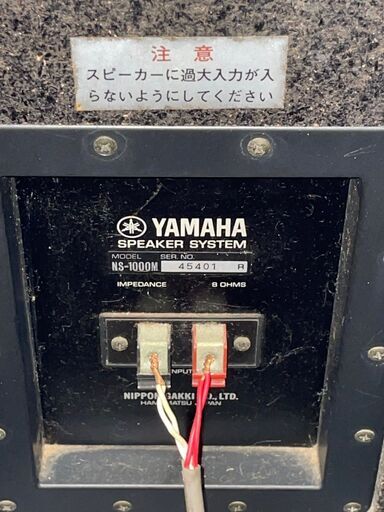 注意
スピーカーに過大入力が入
らないようにしてください
YAMAHA
SPEAKER SYSTEM
MODEL SER. NO.
NS-1000M 45401 R
IMPEDANCE 8 OHMS
NIPPON GAKKI CO., LTD.
HAMAMATSU JAPAN